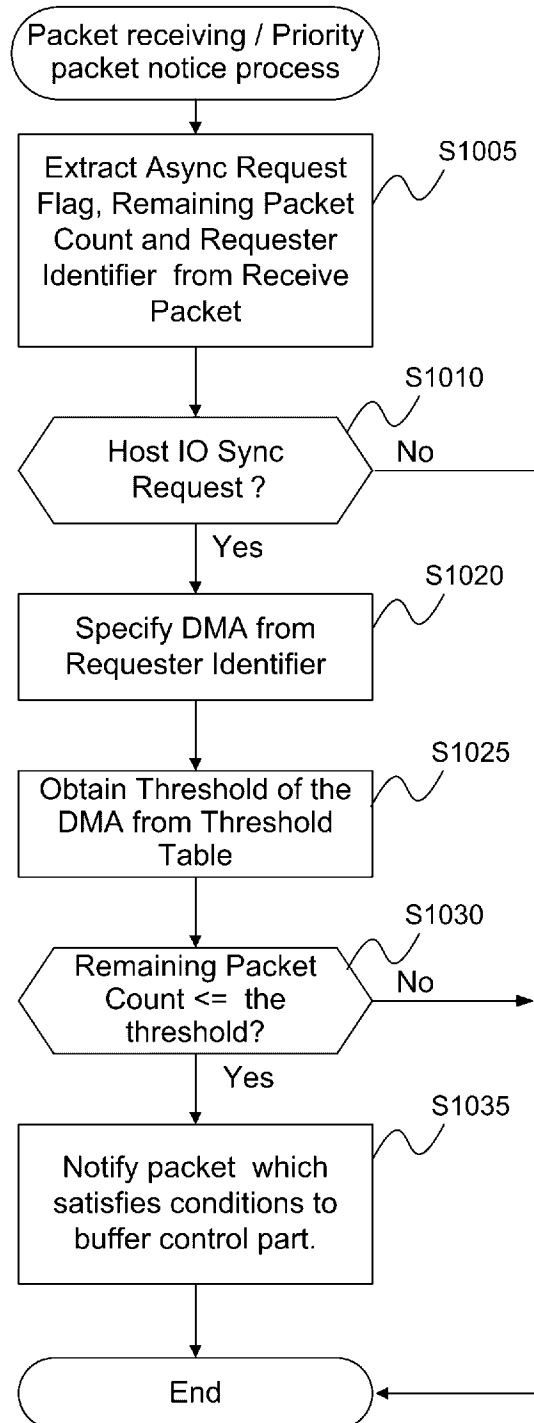 Packet receiving / Priority
packet notice process
S1005
Extract Async Request
Flag, Remaining Packet
Count and Requester
Identifier from Receive
Packet
S1010
Host IO Sync
Request ?
No
Yes
S1020
Specify DMA from
Requester Identifier
S1025
Obtain Threshold of the
DMA from Threshold
Table
S1030
Remaining Packet
Count <= the
threshold?
No
Yes
S1035
Notify packet which
satisfies conditions to
buffer control part.
End